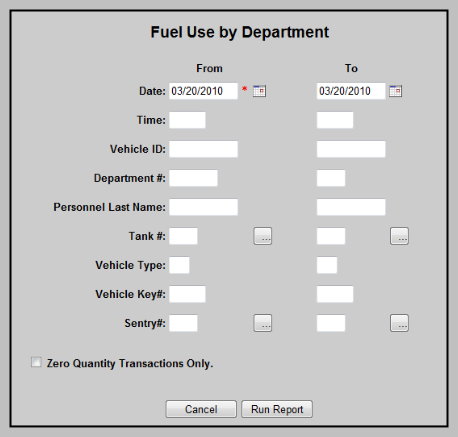 Fuel Use by Department
From To
Date: 03/20/2010 * 03/20/2010
Time:
Vehicle ID:
Department #:
Personnel Last Name:
Tank #: ... ...
Vehicle Type:
Vehicle Key#:
Sentry#: ... ...
Zero Quantity Transactions Only.
Cancel Run Report